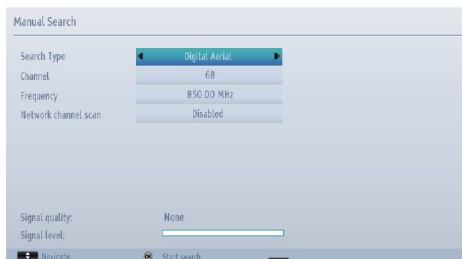 Manual Search
Search Type Digital Aerial
Channel 68
Frequency 850.00 MHz
Network channel scan Disabled
Signal quality: None
Signal level:
Navigate Start search